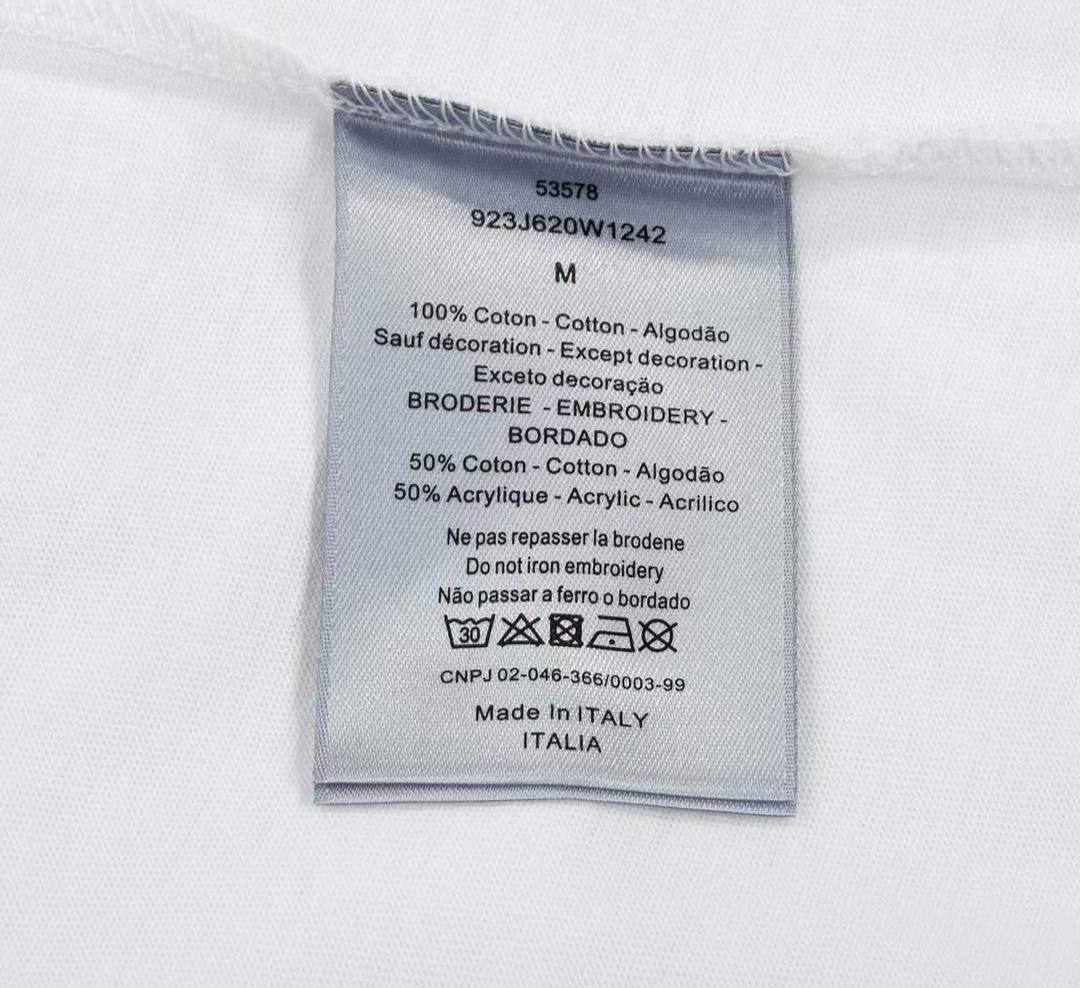 53578
923J620W1242
M
100% Coton - Cotton - Algodão
Sauf décoration - Except decoration -
Exceto decoração
BRODERIE - EMBROIDERY -
BORDADO
50% Coton - Cotton - Algodão
50% Acrylique - Acrylic - Acrilico
Ne pas repasser la brodene
Do not iron embroidery
Não passar a ferro o bordado
30
CNPJ 02-046-366/0003-99
Made In ITALY
ITALIA